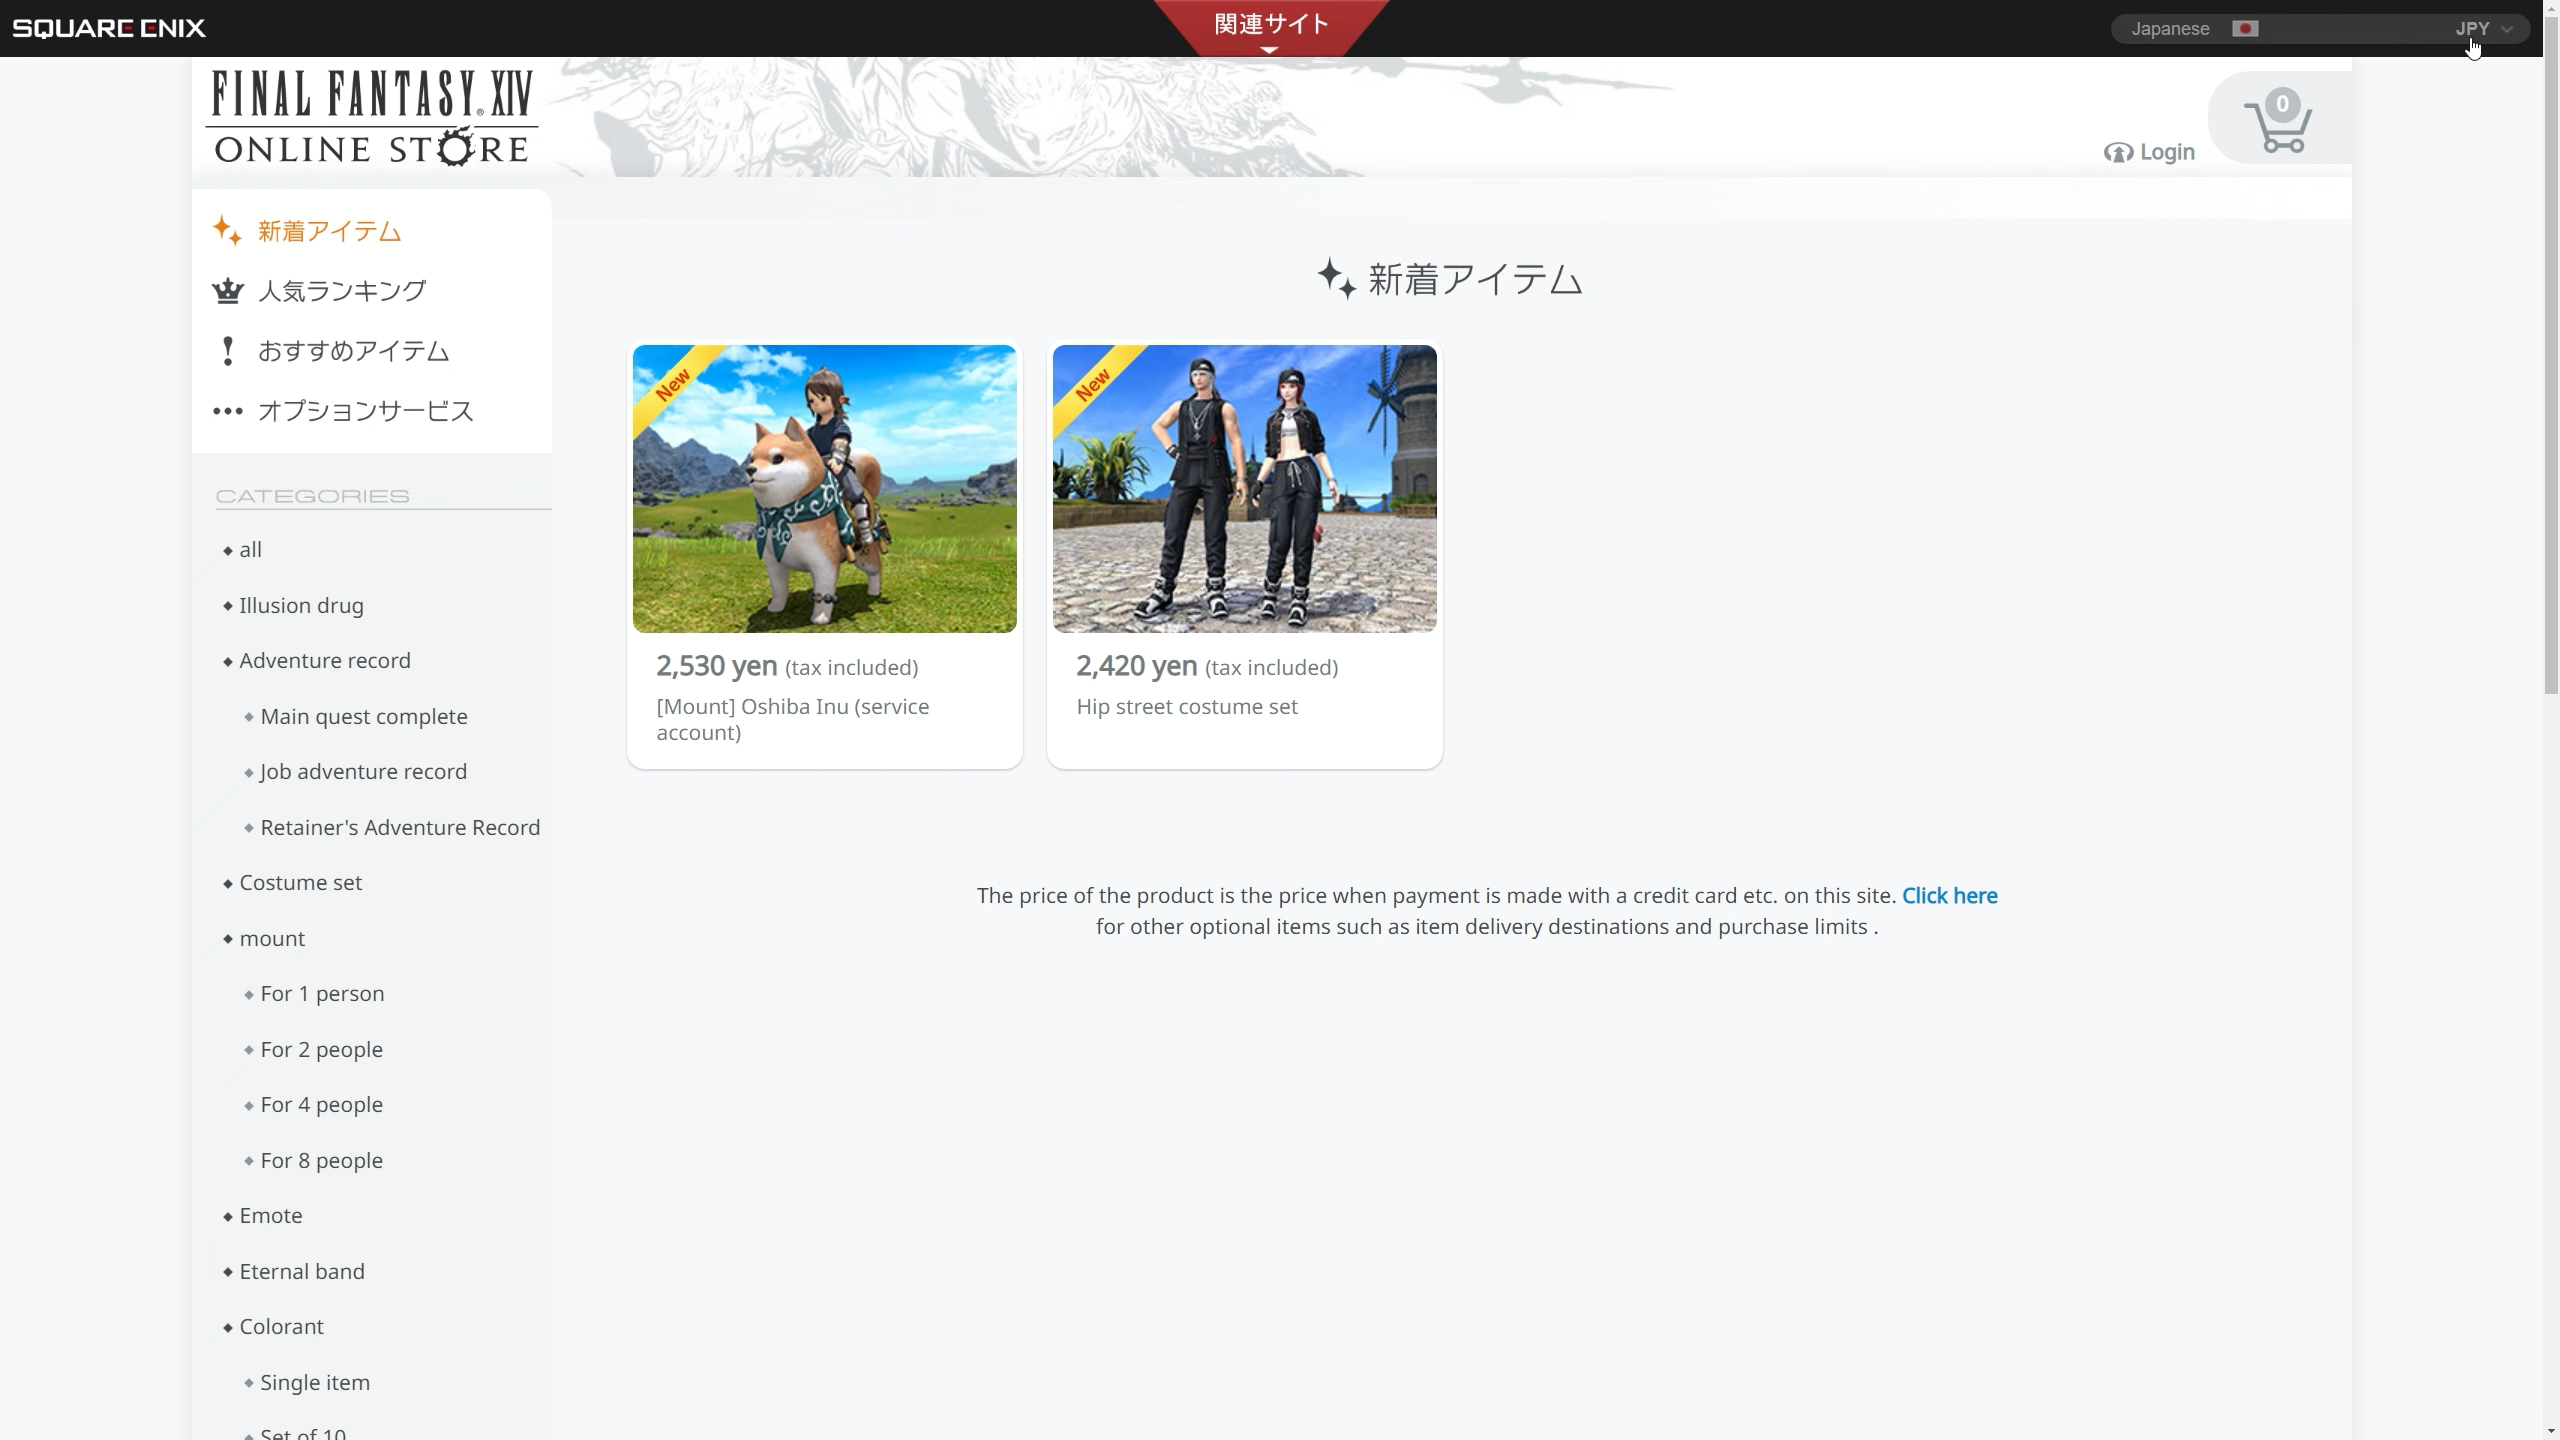 SQUARE ENIX
関連サイト
Japanese
JPY
FINAL FANTASY® XIV
ONLINE STORE
0
Login
新着アイテム
人気ランキング
おすすめアイテム
オプションサービス
CATEGORIES
all
Illusion drug
Adventure record
Main quest complete
Job adventure record
Retainer's Adventure Record
Costume set
mount
For 1 person
For 2 people
For 4 people
For 8 people
Emote
Eternal band
Colorant
Single item
Set of 10
新着アイテム
New
2,530 yen (tax included)
[Mount] Oshiba Inu (service
account)
New
2,420 yen (tax included)
Hip street costume set
The price of the product is the price when payment is made with a credit card etc. on this site. Click here
for other optional items such as item delivery destinations and purchase limits .